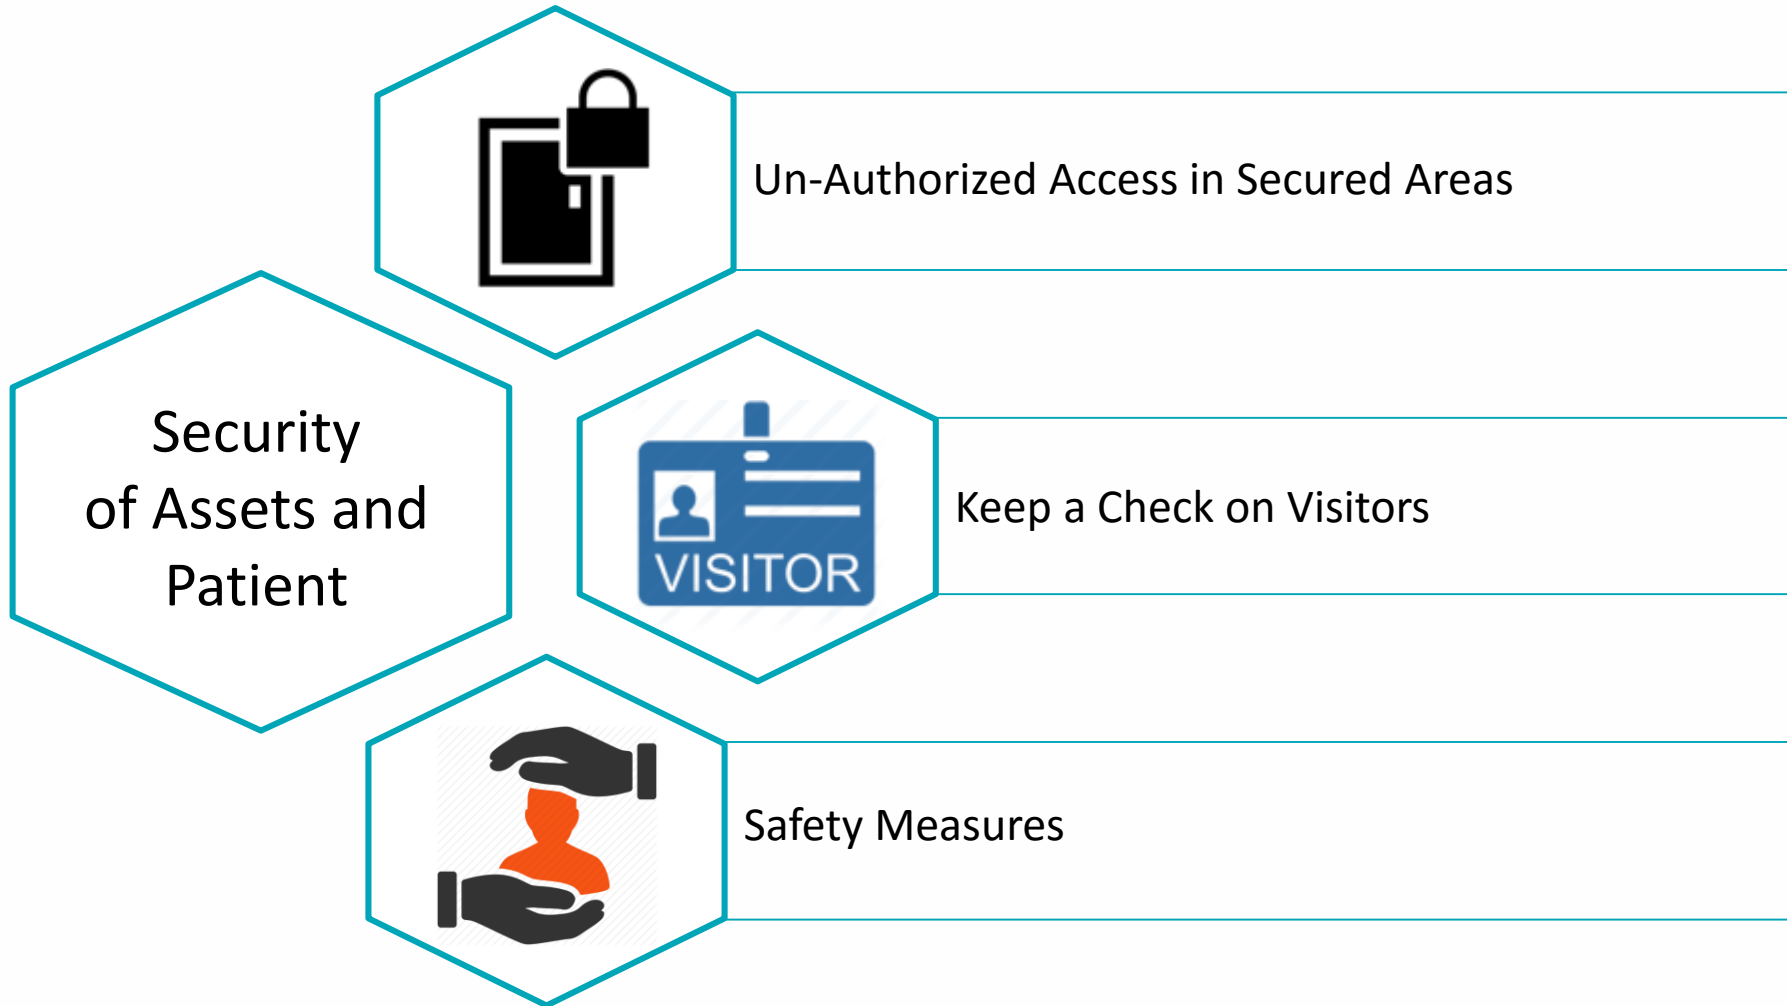 Un-Authorized Access in Secured Areas
Security
of Assets and
Patient
VISITOR
Keep a Check on Visitors
Safety Measures